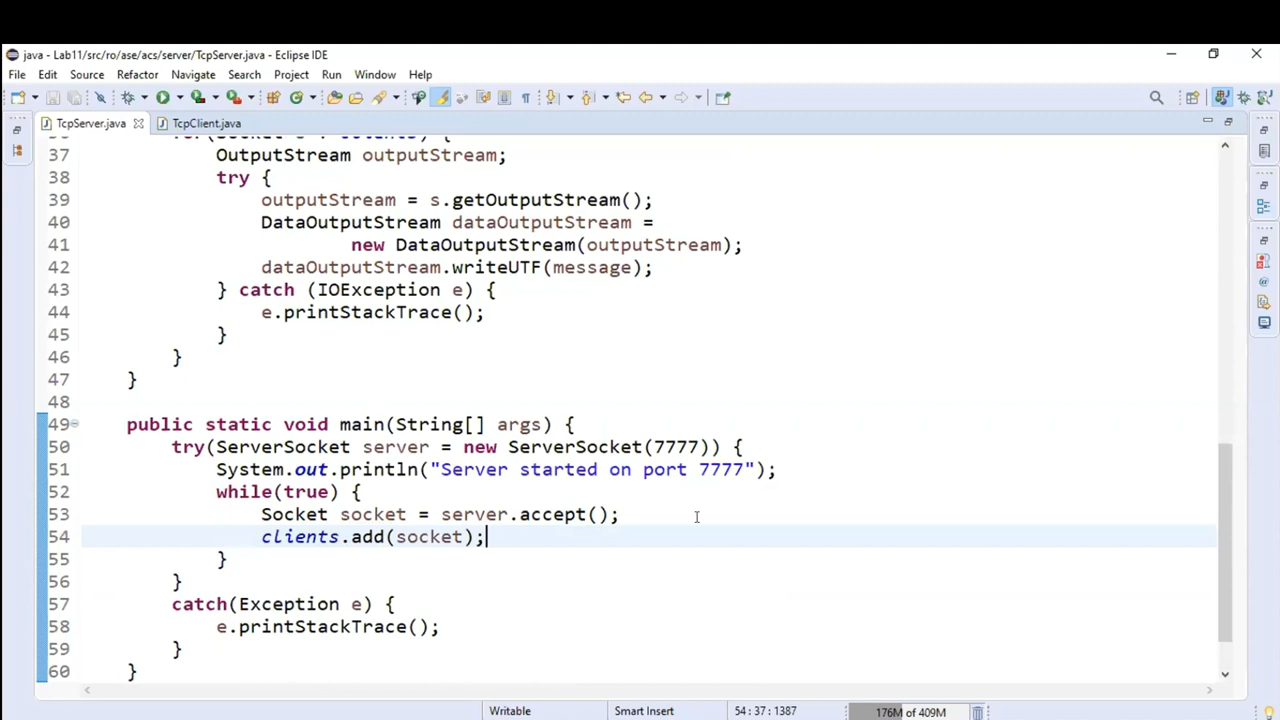 java - Lab11/src/ro/ase/acs/server/TcpServer.java - Eclipse IDE
File Edit Source Refactor Navigate Search Project Run Window Help
TcpServer.java TcpClient.java
37 OutputStream outputStream;
38 try {
39 outputStream = s.getOutputStream();
40 DataOutputStream dataOutputStream =
41 new DataOutputStream(outputStream);
42 dataOutputStream.writeUTF(message);
43 } catch (IOException e) {
44 e.printStackTrace();
45 }
46 }
47 }
48
49 public static void main(String[] args) {
50 try(ServerSocket server = new ServerSocket(7777)) {
51 System.out.println("Server started on port 7777");
52 while(true) {
53 Socket socket = server.accept();
54 clients.add(socket);
55 }
56 }
57 catch(Exception e) {
58 e.printStackTrace();
59 }
60 }
Writable Smart Insert 54 : 37 : 1387 176M of 409M